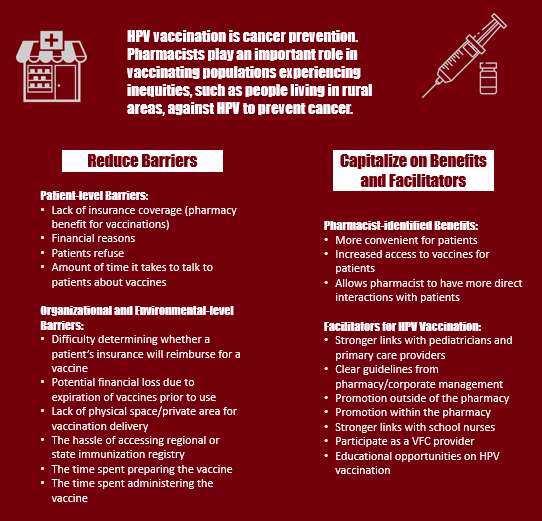 HPV vaccination is cancer prevention.
Pharmacists play an important role in
vaccinating populations experiencing
inequities, such as people living in rural
areas, against HPV to prevent cancer.
Reduce Barriers
Patient-level Barriers:
• Lack of insurance coverage (pharmacy
benefit for vaccinations)
• Financial reasons
• Patients refuse
• Amount of time it takes to talk to
patients about vaccines
Organizational and Environmental-level
Barriers:
• Difficulty determining whether a
patient's insurance will reimburse for a
vaccine
• Potential financial loss due to
expiration of vaccines prior to use
• Lack of physical space/private area for
vaccination delivery
• The hassle of accessing regional or
state immunization registry
• The time spent preparing the vaccine
• The time spent administering the
vaccine
Capitalize on Benefits
and Facilitators
Pharmacist-identified Benefits:
• More convenient for patients
• Increased access to vaccines for
patients
• Allows pharmacist to have more direct
interactions with patients
Facilitators for HPV Vaccination:
• Stronger links with pediatricians and
primary care providers
• Clear guidelines from
pharmacy/corporate management
• Promotion outside of the pharmacy
• Promotion within the pharmacy
• Stronger links with school nurses
• Participate as a VFC provider
• Educational opportunities on HPV
vaccination